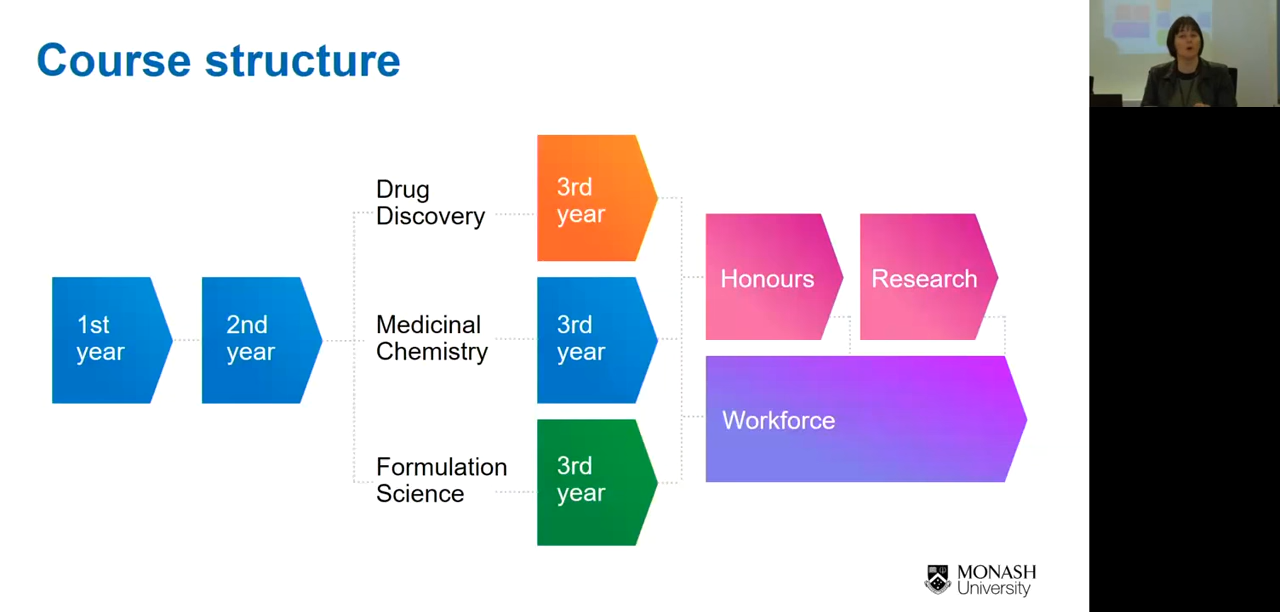 Course structure
1st
year
2nd
year
Drug
Discovery
3rd
year
Medicinal
Chemistry
3rd
year
Formulation
Science
3rd
year
Honours
Research
Workforce
MONASH
University